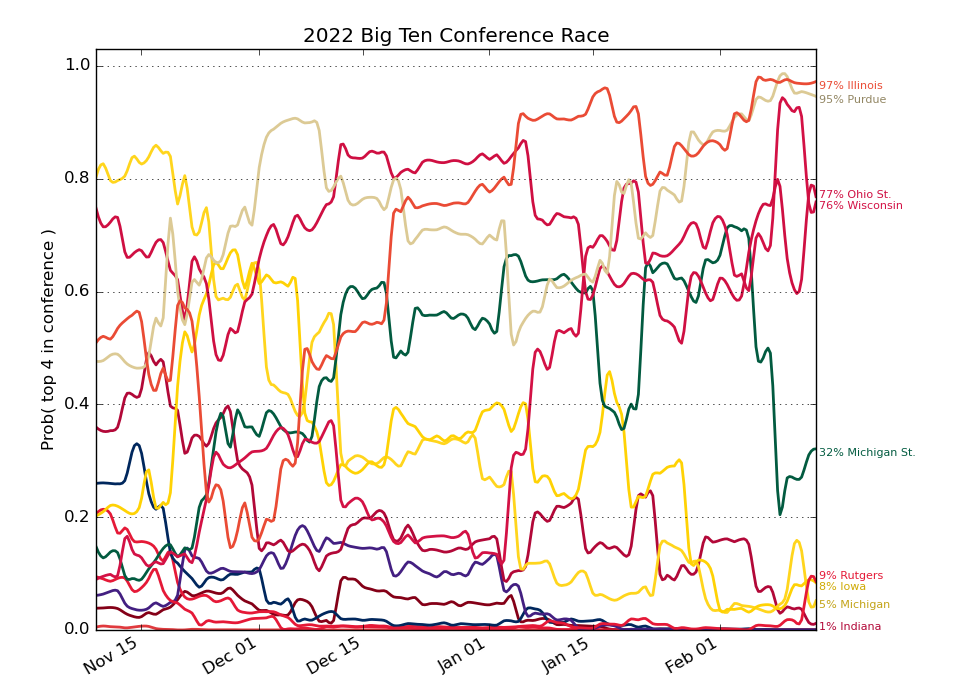 2022 Big Ten Conference Race
Prob( top 4 in conference )
1.0
0.8
0.6
0.4
0.2
0.0
97% Illinois
95% Purdue
77% Ohio St.
76% Wisconsin
32% Michigan St.
9% Rutgers
8% Iowa
5% Michigan
1% Indiana
Nov 15
Dec 01
Dec 15
Jan 01
Jan 15
Feb 01